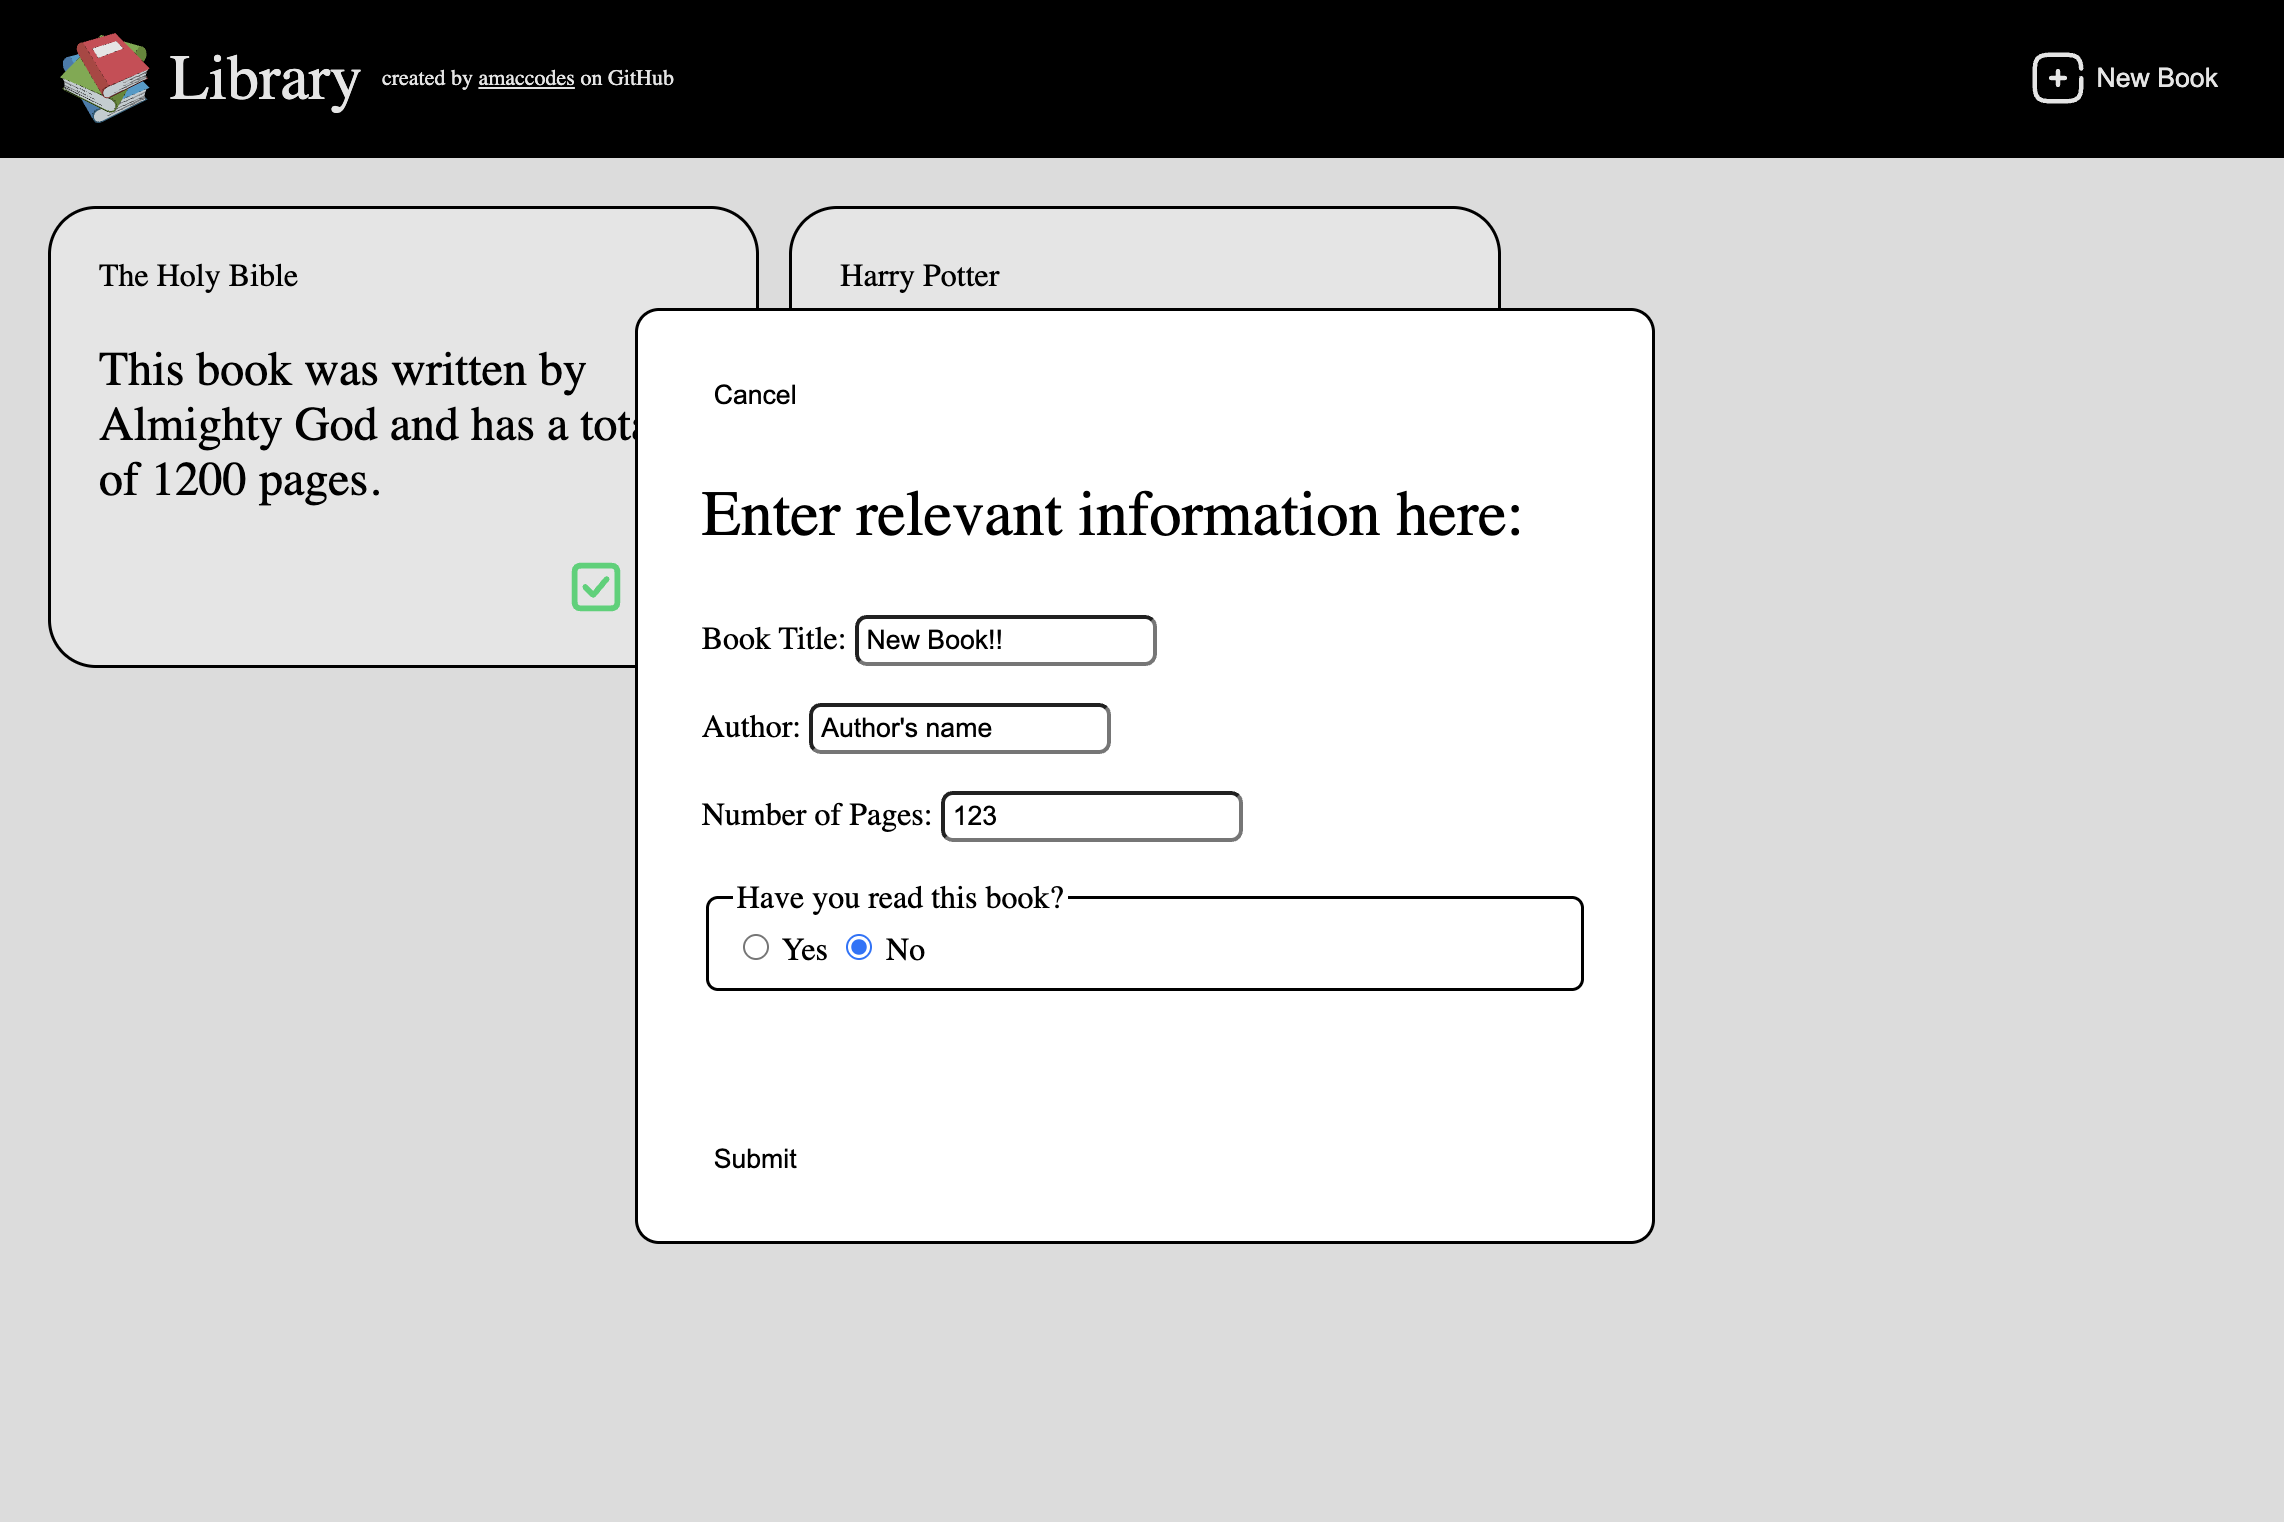 Library
created by amaccodes on GitHub
New Book
The Holy Bible
This book was written by
Almighty God and has a
of 1200 pages.
Harry Potter
Cancel
Enter relevant information here:
Book Title: New Book!!
Author: Author's name
Number of Pages: 123
Have you read this book?
Yes No
Submit